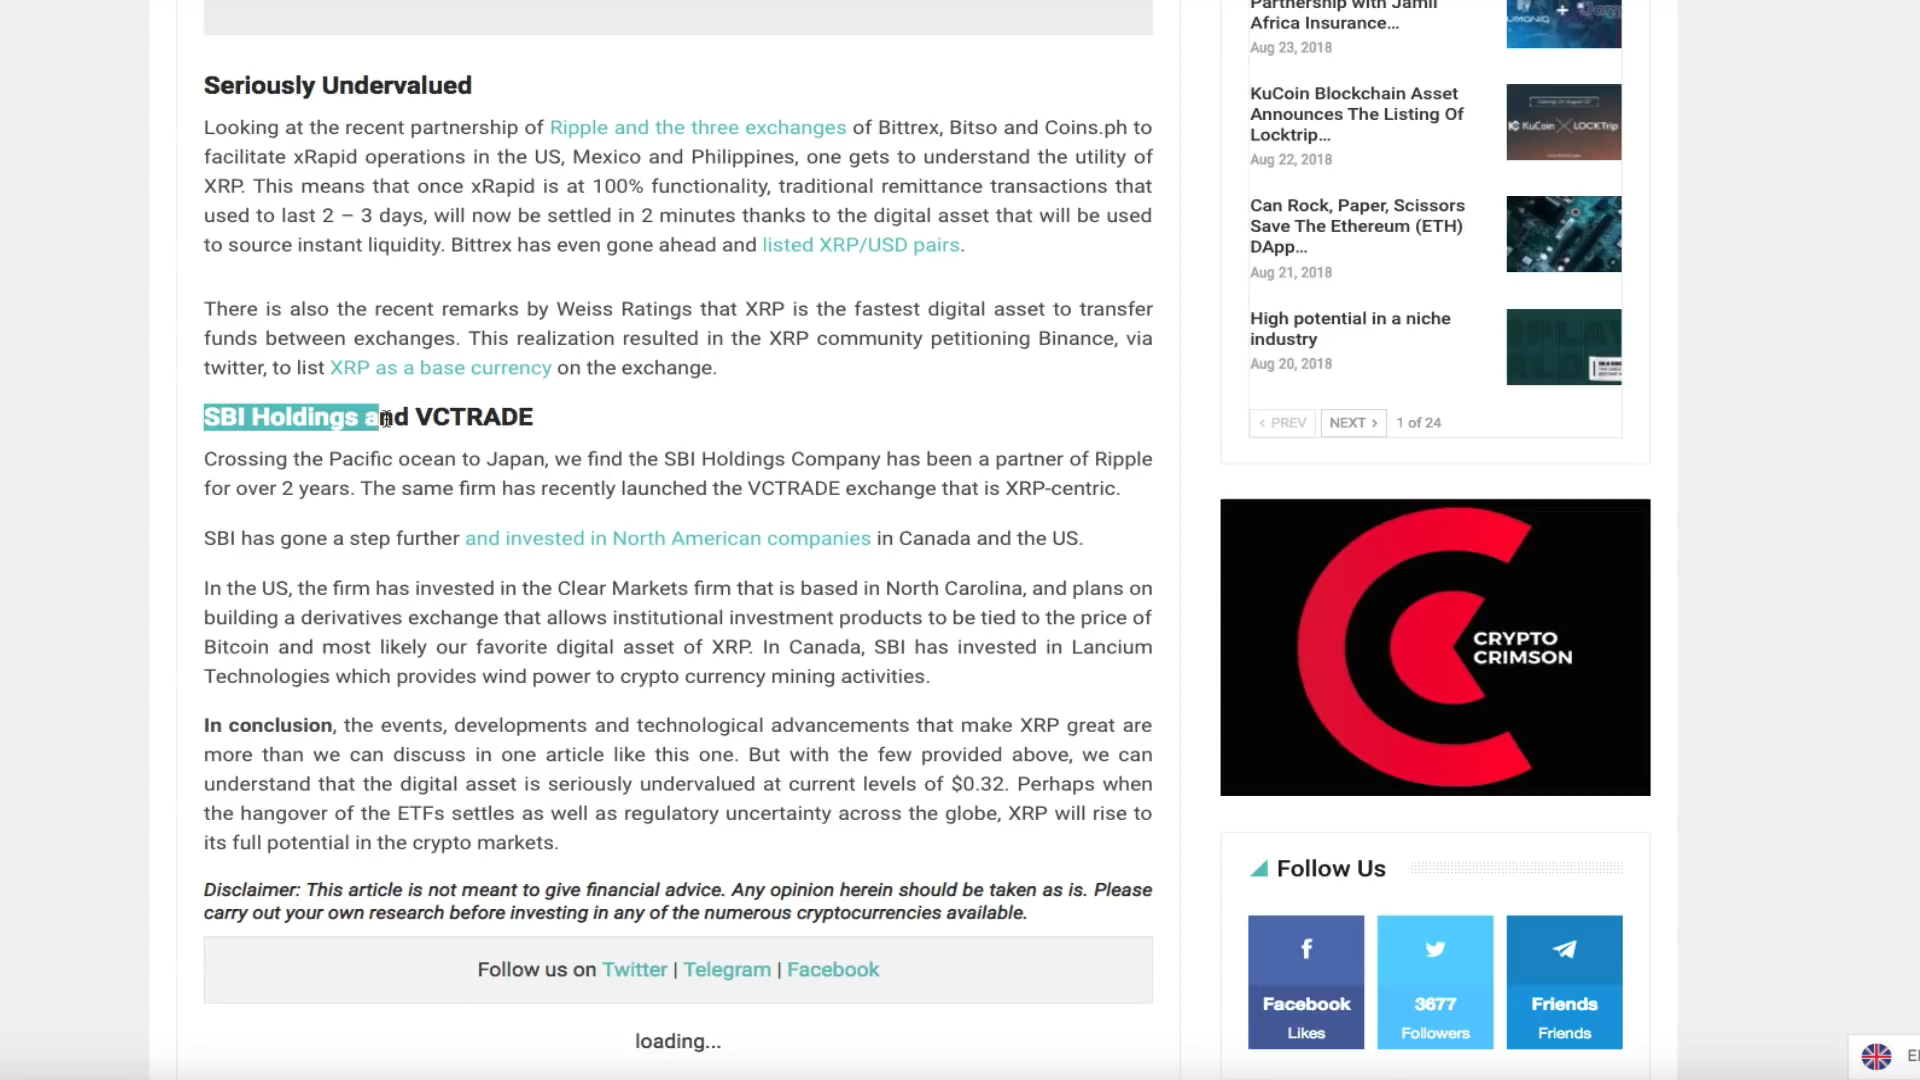 Seriously Undervalued
Looking at the recent partnership of Ripple and the three exchanges of Bittrex, Bitso and Coins.ph to
facilitate xRapid operations in the US, Mexico and Philippines, one gets to understand the utility of
XRP. This means that once xRapid is at 100% functionality, traditional remittance transactions that
used to last 2 – 3 days, will now be settled in 2 minutes thanks to the digital asset that will be used
to source instant liquidity. Bittrex has even gone ahead and listed XRP/USD pairs.
There is also the recent remarks by Weiss Ratings that XRP is the fastest digital asset to transfer
funds between exchanges. This realization resulted in the XRP community petitioning Binance, via
twitter, to list XRP as a base currency on the exchange.
SBI Holdings and VCTRADE
Crossing the Pacific ocean to Japan, we find the SBI Holdings Company has been a partner of Ripple
for over 2 years. The same firm has recently launched the VCTRADE exchange that is XRP-centric.
SBI has gone a step further and invested in North American companies in Canada and the US.
In the US, the firm has invested in the Clear Markets firm that is based in North Carolina, and plans on
building a derivatives exchange that allows institutional investment products to be tied to the price of
Bitcoin and most likely our favorite digital asset of XRP. In Canada, SBI has invested in Lancium
Technologies which provides wind power to crypto currency mining activities.
In conclusion, the events, developments and technological advancements that make XRP great are
more than we can discuss in one article like this one. But with the few provided above, we can
understand that the digital asset is seriously undervalued at current levels of $0.32. Perhaps when
the hangover of the ETFs settles as well as regulatory uncertainty across the globe, XRP will rise to
its full potential in the crypto markets.
Disclaimer: This article is not meant to give financial advice. Any opinion herein should be taken as is. Please
carry out your own research before investing in any of the numerous cryptocurrencies available.
Follow us on Twitter | Telegram | Facebook
loading...
Partnership with Jamii
Africa Insurance…
Aug 23, 2018
KuCoin Blockchain Asset
Announces The Listing Of
Locktrip…
Aug 22, 2018
KuCoin LOCKTrip
Can Rock, Paper, Scissors
Save The Ethereum (ETH)
DApp…
Aug 21, 2018
High potential in a niche
industry
Aug 20, 2018
< PREV
NEXT >
1 of 24
CRYPTO
CRIMSON
Follow Us
Facebook
Likes
3677
Followers
Friends
Friends